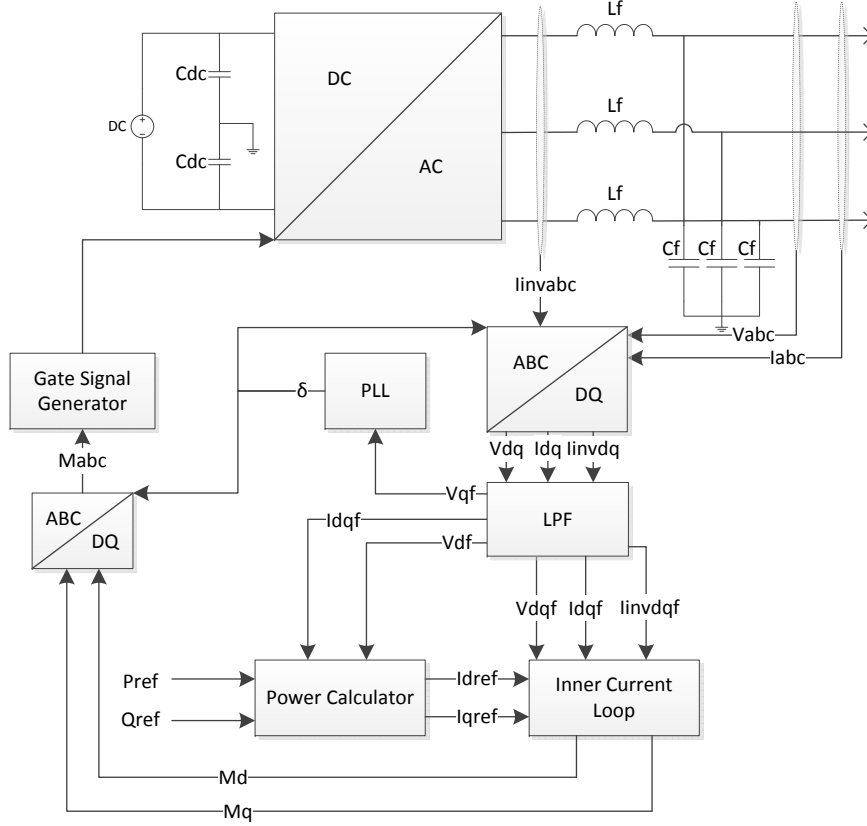 Lf
Cdc
DC
DC
Lf
Cdc
AC
Lf
Cf
Cf
Cf
Iinvabc
Vabc
Iabc
ABC
DQ
Gate Signal
Generator
δ
PLL
Mabc
Vdq
Idq
Iinvdq
Vqf
LPF
Idqf
Vdf
ABC
DQ
Vdqf
Idqf
Iinvdqf
Pref
Qref
Power Calculator
Idref
Iqref
Inner Current
Loop
Md
Mq